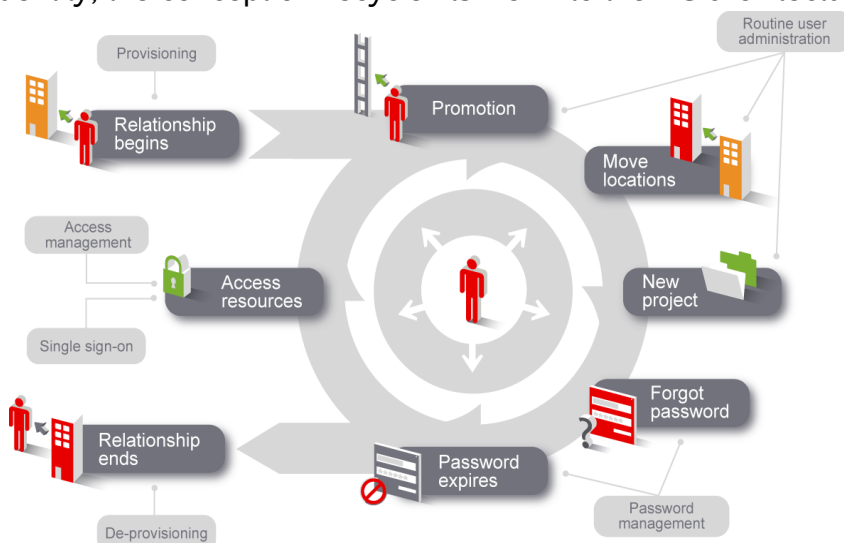 Routine user
administration
Provisioning
Promotion
Relationship
begins
Move
locations
Access
management
Access
resources
New
project
Single sign-on
Forgot
password
Relationship
ends
Password
expires
Password
management
De-provisioning